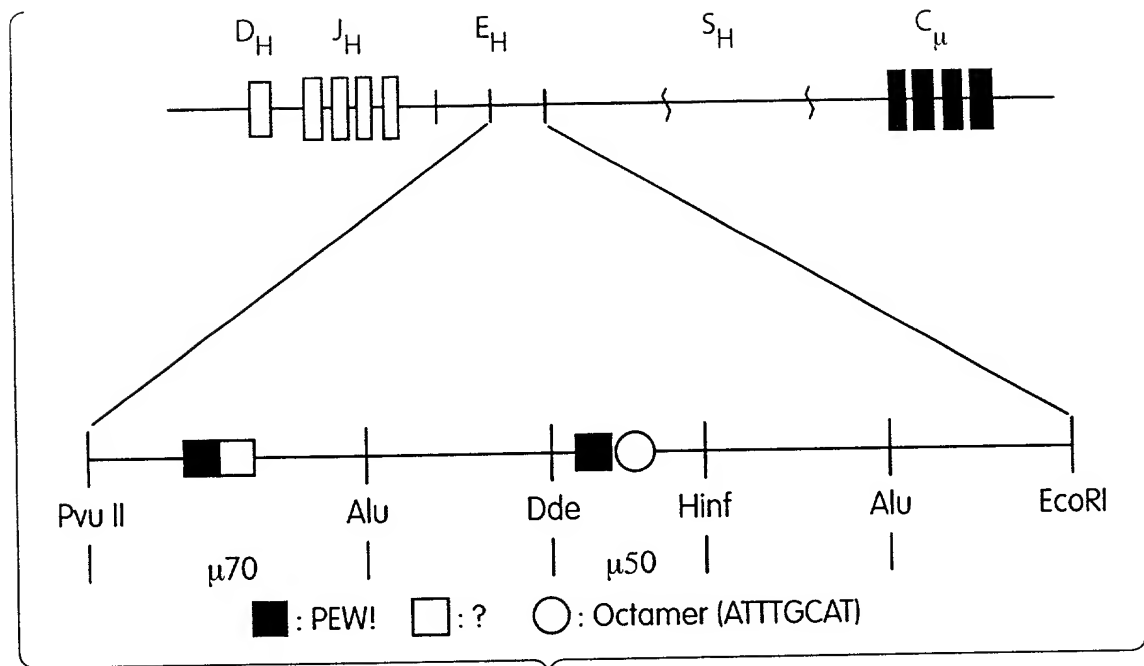 D_H J_H E_H S_H C_μ
Pvu II Alu Dde Hinf Alu EcoRI
μ70 μ50
: PEW! : ? : Octamer (ATTTGCAT)